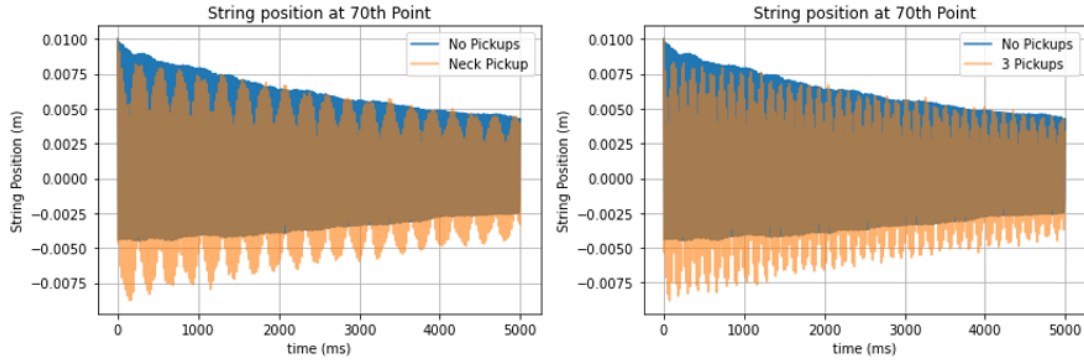 String position at 70th Point
String Position (m)
0.0100
0.0075
0.0050
0.0025
0.0000
−0.0025
−0.0050
−0.0075
No Pickups
Neck Pickup
0 1000 2000 3000 4000 5000
time (ms)
String position at 70th Point
String Position (m)
0.0100
0.0075
0.0050
0.0025
0.0000
−0.0025
−0.0050
−0.0075
No Pickups
3 Pickups
0 1000 2000 3000 4000 5000
time (ms)